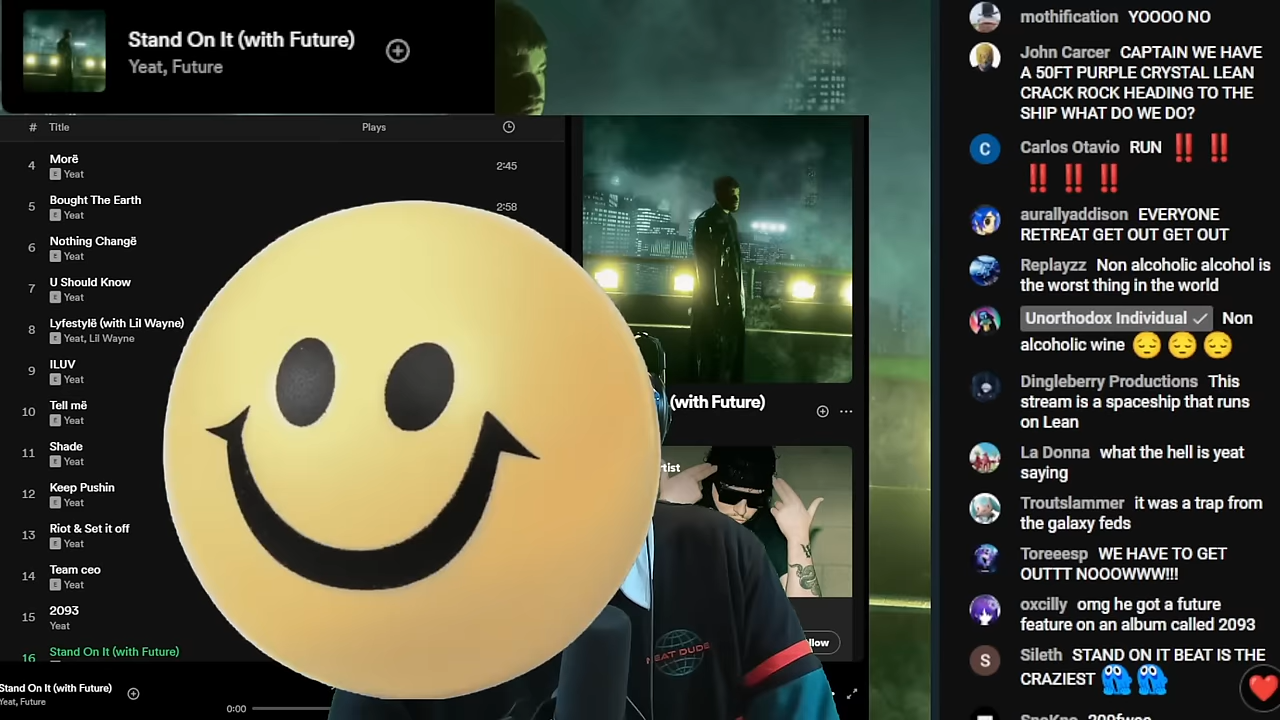 Stand On It (with Future)
Yeat, Future
# Title Plays
4 Morë 2:45
E Yeat
5 Bought The Earth 2:58
E Yeat
6 Nothing Changë
E Yeat
7 U Should Know
E Yeat
8 Lyfestylë (with Lil Wayne)
E Yeat, Lil Wayne
9 ILUV
E Yeat
10 Tell më
E Yeat
11 Shade
E Yeat
12 Keep Pushin
E Yeat
13 Riot & Set it off
E Yeat
14 Team ceo
E Yeat
15 2093
Yeat
16 Stand On It (with Future)
Stand On It (with Future)
Yeat, Future
0:00
(with Future)
rtist
llow
NEAT DUDE
mothification YOOOO NO
John Carcer CAPTAIN WE HAVE
A 50FT PURPLE CRYSTAL LEAN
CRACK ROCK HEADING TO THE
SHIP WHAT DO WE DO?
C Carlos Otavio RUN ‼️ ‼️
‼️ ‼️ ‼️
aurallyaddison EVERYONE
RETREAT GET OUT GET OUT
Replayzz Non alcoholic alcohol is
the worst thing in the world
Unorthodox Individual ✓ Non
alcoholic wine 😔 😔 😔
Dingleberry Productions This
stream is a spaceship that runs
on Lean
La Donna what the hell is yeat
saying
Troutslammer it was a trap from
the galaxy feds
Toreeesp WE HAVE TO GET
OUTTT NOOOWWW!!!
oxcilly omg he got a future
feature on an album called 2093
S Sileth STAND ON IT BEAT IS THE
CRAZIEST